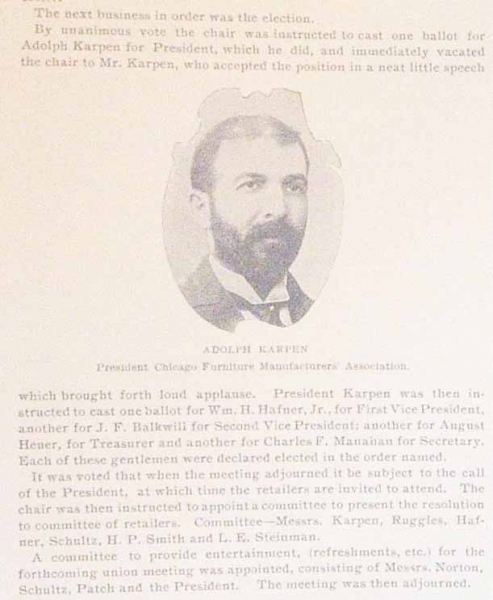 The next business in order was the election.
By unanimous vote the chair was instructed to cast one ballot for
Adolph Karpen for President, which he did, and immediately vacated
the chair to Mr. Karpen, who accepted the position in a neat little speech
ADOLPH KARPEN
President Chicago Furniture Manufacturers' Association.
which brought forth loud applause. President Karpen was then in-
structed to cast one ballot for Wm. H. Hafner, Jr., for First Vice President,
another for J. F. Balkwill for Second Vice President; another for August
Heuer, for Treasurer and another for Charles F. Manahan for Secretary.
Each of these gentlemen were declared elected in the order named.
It was voted that when the meeting adjourned it be subject to the call
of the President, at which time the retailers are invited to attend. The
chair was then instructed to appoint a committee to present the resolution
to committee of retailers. Committee—Messrs. Karpen, Ruggles, Haf-
ner, Schultz, H. P. Smith and L. E. Steinman.
A committee to provide entertainment, (refreshments, etc.) for the
forthcoming union meeting was appointed, consisting of Messrs. Norton,
Schultz, Patch and the President. The meeting was then adjourned.